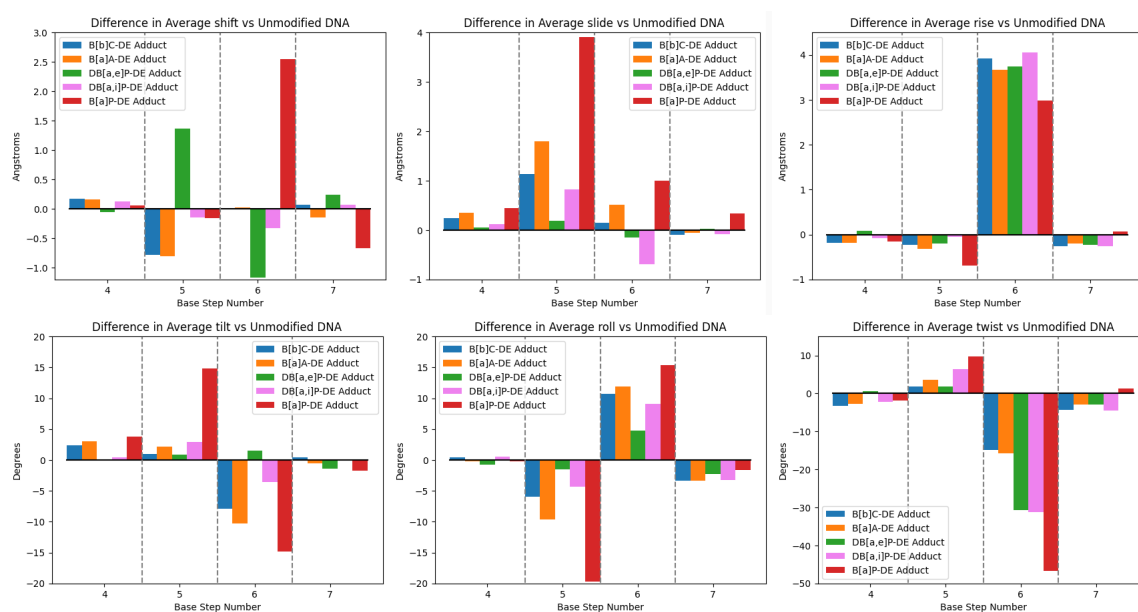 Difference in Average shift vs Unmodified DNA
3.0
2.5
2.0
1.5
1.0
0.5
0.0
−0.5
−1.0
Angstroms
B[b]C-DE Adduct
B[a]A-DE Adduct
DB[a,e]P-DE Adduct
DB[a,i]P-DE Adduct
B[a]P-DE Adduct
4 5 6 7
Base Step Number
Difference in Average slide vs Unmodified DNA
4
3
2
1
0
−1
Angstroms
B[b]C-DE Adduct
B[a]A-DE Adduct
DB[a,e]P-DE Adduct
DB[a,i]P-DE Adduct
B[a]P-DE Adduct
4 5 6 7
Base Step Number
Difference in Average rise vs Unmodified DNA
4
3
2
1
0
−1
Angstroms
B[b]C-DE Adduct
B[a]A-DE Adduct
DB[a,e]P-DE Adduct
DB[a,i]P-DE Adduct
B[a]P-DE Adduct
4 5 6 7
Base Step Number
Difference in Average tilt vs Unmodified DNA
20
15
10
5
0
−5
−10
−15
−20
Degrees
B[b]C-DE Adduct
B[a]A-DE Adduct
DB[a,e]P-DE Adduct
DB[a,i]P-DE Adduct
B[a]P-DE Adduct
4 5 6 7
Base Step Number
Difference in Average roll vs Unmodified DNA
20
15
10
5
0
−5
−10
−15
−20
Degrees
B[b]C-DE Adduct
B[a]A-DE Adduct
DB[a,e]P-DE Adduct
DB[a,i]P-DE Adduct
B[a]P-DE Adduct
4 5 6 7
Base Step Number
Difference in Average twist vs Unmodified DNA
10
0
−10
−20
−30
−40
−50
Degrees
B[b]C-DE Adduct
B[a]A-DE Adduct
DB[a,e]P-DE Adduct
DB[a,i]P-DE Adduct
B[a]P-DE Adduct
4 5 6 7
Base Step Number